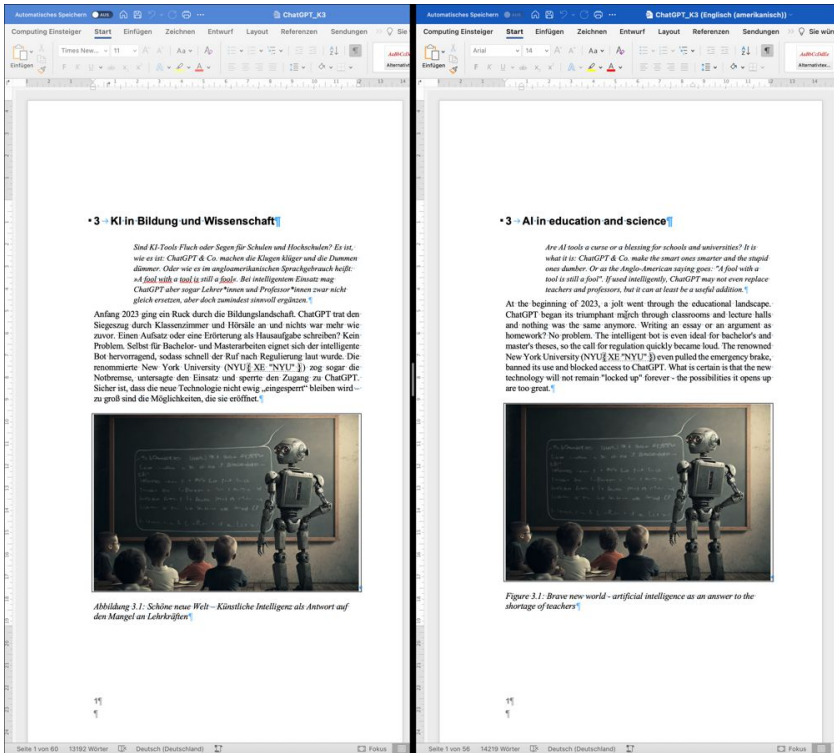 Automatisches Speichern AUS
ChatGPT_K3
Computing Einsteiger Start Einfügen Zeichnen Entwurf Layout Referenzen Sendungen Sie
Einfügen
Times New... 11
AaBbCcDdEe
Alternativtex...
• 3 → KI·in·Bildung·und·Wissenschaft¶
Sind KI-Tools Fluch oder Segen für Schulen und Hochschulen? Es ist,
wie es ist: ChatGPT & Co. machen die Klugen klüger und die Dummen
dümmer. Oder wie es im angloamerikanischen Sprachgebrauch heißt:
»A fool with a tool is still a fool«. Bei intelligentem Einsatz mag
ChatGPT aber sogar Lehrer*innen und Professor*innen zwar nicht
gleich ersetzen, aber doch zumindest sinnvoll ergänzen.¶
Anfang 2023 ging ein Ruck durch die Bildungslandschaft. ChatGPT trat den
Siegeszug durch Klassenzimmer und Hörsäle an und nichts war mehr wie
zuvor. Einen Aufsatz oder eine Erörterung als Hausaufgabe schreiben? Kein
Problem. Selbst für Bachelor- und Masterarbeiten eignet sich der intelligente
Bot hervorragend, sodass schnell der Ruf nach Regulierung laut wurde. Die
renommierte New York University (NYU{ XE "NYU" }) zog sogar die
Notbremse, untersagte den Einsatz und sperrte den Zugang zu ChatGPT.
Sicher ist, dass die neue Technologie nicht ewig „eingesperrt“ bleiben wird –
zu groß sind die Möglichkeiten, die sie eröffnet.¶
Abbildung 3.1: Schöne neue Welt – Künstliche Intelligenz als Antwort auf
den Mangel an Lehrkräften¶
1¶
¶
Seite 1 von 60 13192 Wörter Deutsch (Deutschland) Fokus
Automatisches Speichern AUS
ChatGPT_K3 (Englisch (amerikanisch))
Computing Einsteiger Start Einfügen Zeichnen Entwurf Layout Referenzen Sendungen Sie wün
Einfügen
Arial 14
AaBbCcDdEe
Alternativtex...
• 3 → AI·in·education·and·science¶
Are AI tools a curse or a blessing for schools and universities? It is
what it is: ChatGPT & Co. make the smart ones smarter and the stupid
ones dumber. Or as the Anglo-American saying goes: "A fool with a
tool is still a fool". If used intelligently, ChatGPT may not even replace
teachers and professors, but it can at least be a useful addition.¶
At the beginning of 2023, a jolt went through the educational landscape.
ChatGPT began its triumphant march through classrooms and lecture halls
and nothing was the same anymore. Writing an essay or an argument as
homework? No problem. The intelligent bot is even ideal for bachelor's and
master's theses, so the call for regulation quickly became loud. The renowned
New York University (NYU{ XE "NYU" }) even pulled the emergency brake,
banned its use and blocked access to ChatGPT. What is certain is that the new
technology will not remain "locked up" forever - the possibilities it opens up
are too great.¶
Figure 3.1: Brave new world - artificial intelligence as an answer to the
shortage of teachers¶
1¶
¶
Seite 1 von 56 14219 Wörter Deutsch (Deutschland) Fokus